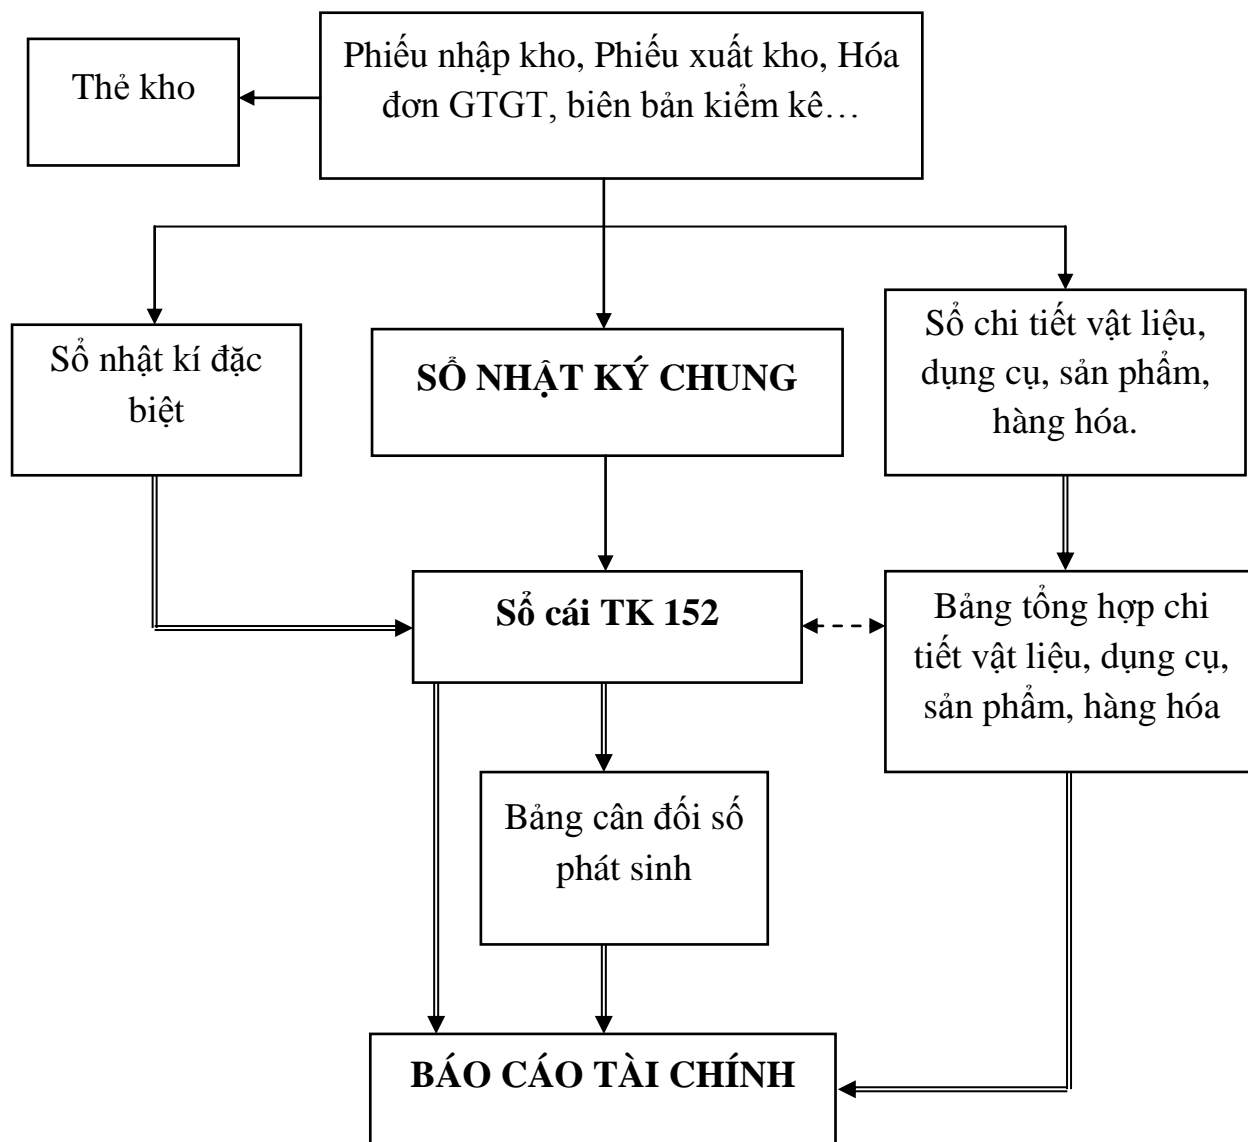 Thẻ kho
Phiếu nhập kho, Phiếu xuất kho, Hóa
đơn GTGT, biên bản kiểm kê…
Sổ nhật kí đặc
biệt
SỔ NHẬT KÝ CHUNG
Sổ chi tiết vật liệu,
dụng cụ, sản phẩm,
hàng hóa.
Sổ cái TK 152
Bảng tổng hợp chi
tiết vật liệu, dụng cụ,
sản phẩm, hàng hóa
Bảng cân đối số
phát sinh
BÁO CÁO TÀI CHÍNH